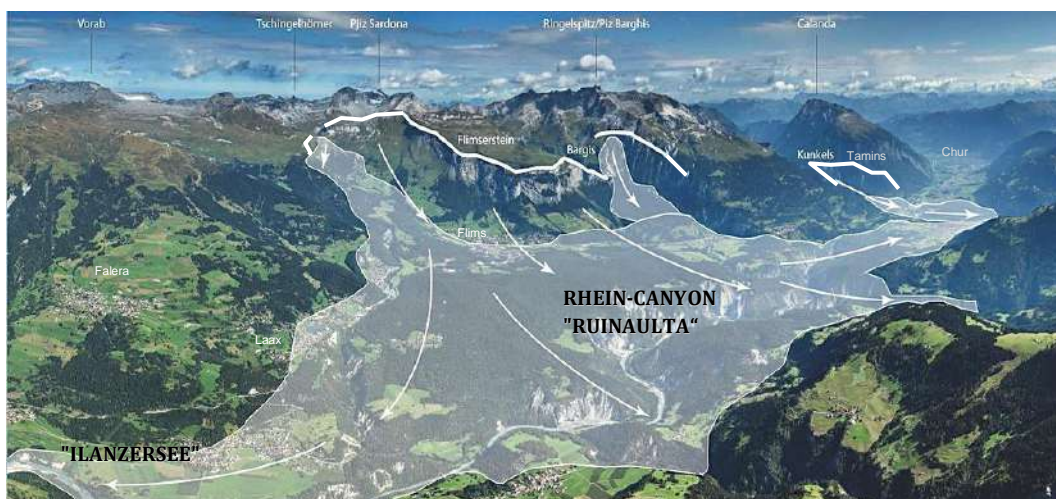 Vorab
Tschingelhörner
Pjiz Sardona
Ringelspitz/Piz Barghis
Calanda
Flimserstein
Bargis
Kunkels
Tamins
Chur
Flims
Falera
RHEIN-CANYON
"RUINAULTA“
Laax
"ILANZERSEE"